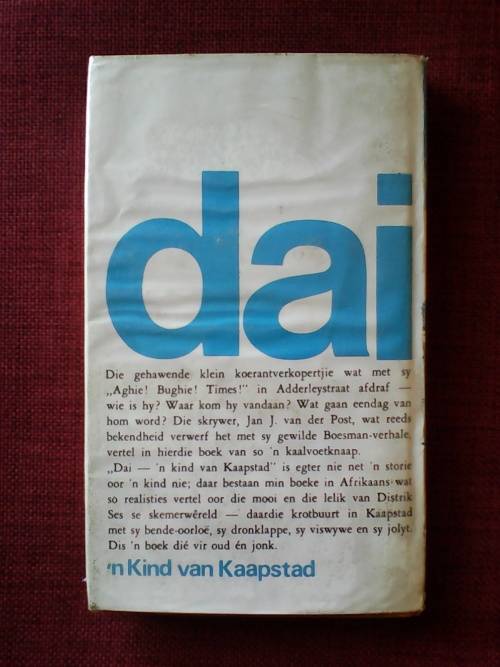 dai
Die gehawende klein koerantverkopertjie wat met sy
„Aghie! Bughie! Times!" in Adderleystraat afdraf —
wie is hy? Waar kom hy vandaan? Wat gaan eendag van
hom word? Die skrywer, Jan J. van der Post, wat reeds
bekendheid verwerf het met sy gewilde Boesman-verhale,
vertel in hierdie boek van so 'n kaalvoetknaap.
„Dai — 'n kind van Kaapstad" is egter nie net 'n storie
oor 'n kind nie; daar bestaan min boeke in Afrikaans wat
so realisties vertel oor die mooi en die lelik van Distrik
Ses se skemerwêreld — daardie krotbuurt in Kaapstad
met sy bende-oorloë, sy dronklappe, sy viswywe en sy jolyt.
Dis 'n boek dié vir oud én jonk.
'n Kind van Kaapstad